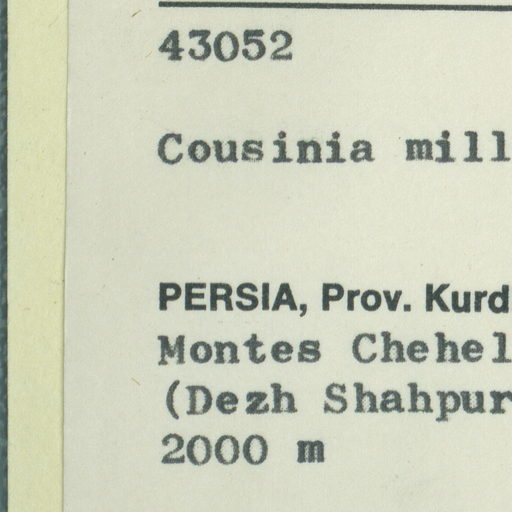 43052
Cousinia mill
PERSIA, Prov. Kurd
Montes Chehel
(Dezh Shahpur
2000 m